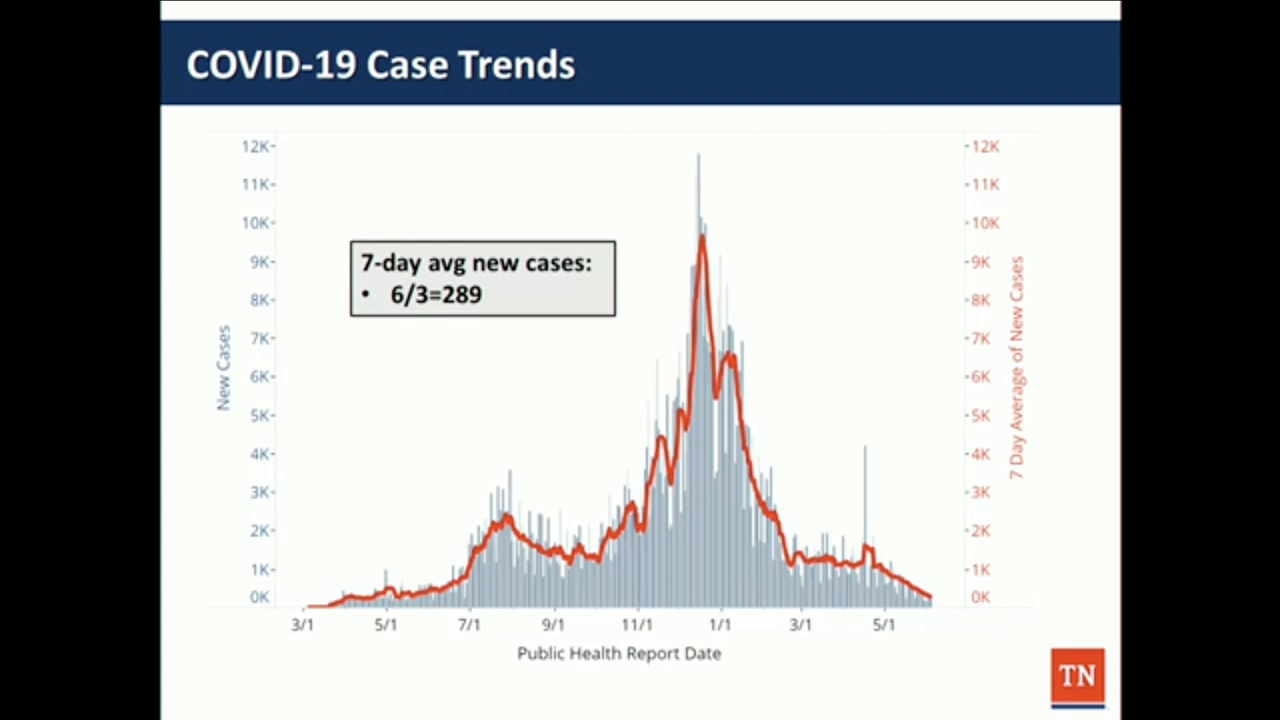 COVID-19 Case Trends
12K
11K
10K
9K
8K
7K
6K
5K
4K
3K
2K
1K
0K
New Cases
7-day avg new cases:
• 6/3=289
12K
11K
10K
9K
8K
7K
6K
5K
4K
3K
2K
1K
0K
7 Day Average of New Cases
3/1 5/1 7/1 9/1 11/1 1/1 3/1 5/1
Public Health Report Date
TN